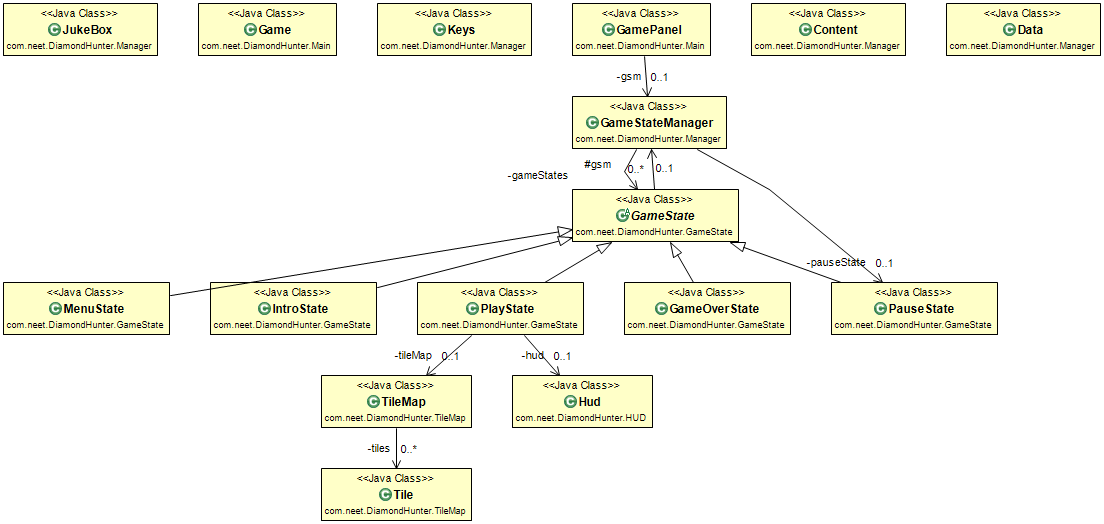 <<Java Class>>
JukeBox
com.neet.DiamondHunter.Manager
<<Java Class>>
Game
com.neet.DiamondHunter.Main
<<Java Class>>
Keys
com.neet.DiamondHunter.Manager
<<Java Class>>
GamePanel
com.neet.DiamondHunter.Main
<<Java Class>>
Content
com.neet.DiamondHunter.Manager
<<Java Class>>
Data
com.neet.DiamondHunter.Manager
-gsm
0..1
<<Java Class>>
GameStateManager
com.neet.DiamondHunter.Manager
#gsm
0..*
0..1
-gameStates
<<Java Class>>
GameState
com.neet.DiamondHunter.GameState
-pauseState
0..1
<<Java Class>>
MenuState
com.neet.DiamondHunter.GameState
<<Java Class>>
IntroState
com.neet.DiamondHunter.GameState
<<Java Class>>
PlayState
com.neet.DiamondHunter.GameState
<<Java Class>>
GameOverState
com.neet.DiamondHunter.GameState
<<Java Class>>
PauseState
com.neet.DiamondHunter.GameState
-tileMap
0..1
-hud
0..1
<<Java Class>>
TileMap
com.neet.DiamondHunter.TileMap
<<Java Class>>
Hud
com.neet.DiamondHunter.HUD
-tiles
0..*
<<Java Class>>
Tile
com.neet.DiamondHunter.TileMap